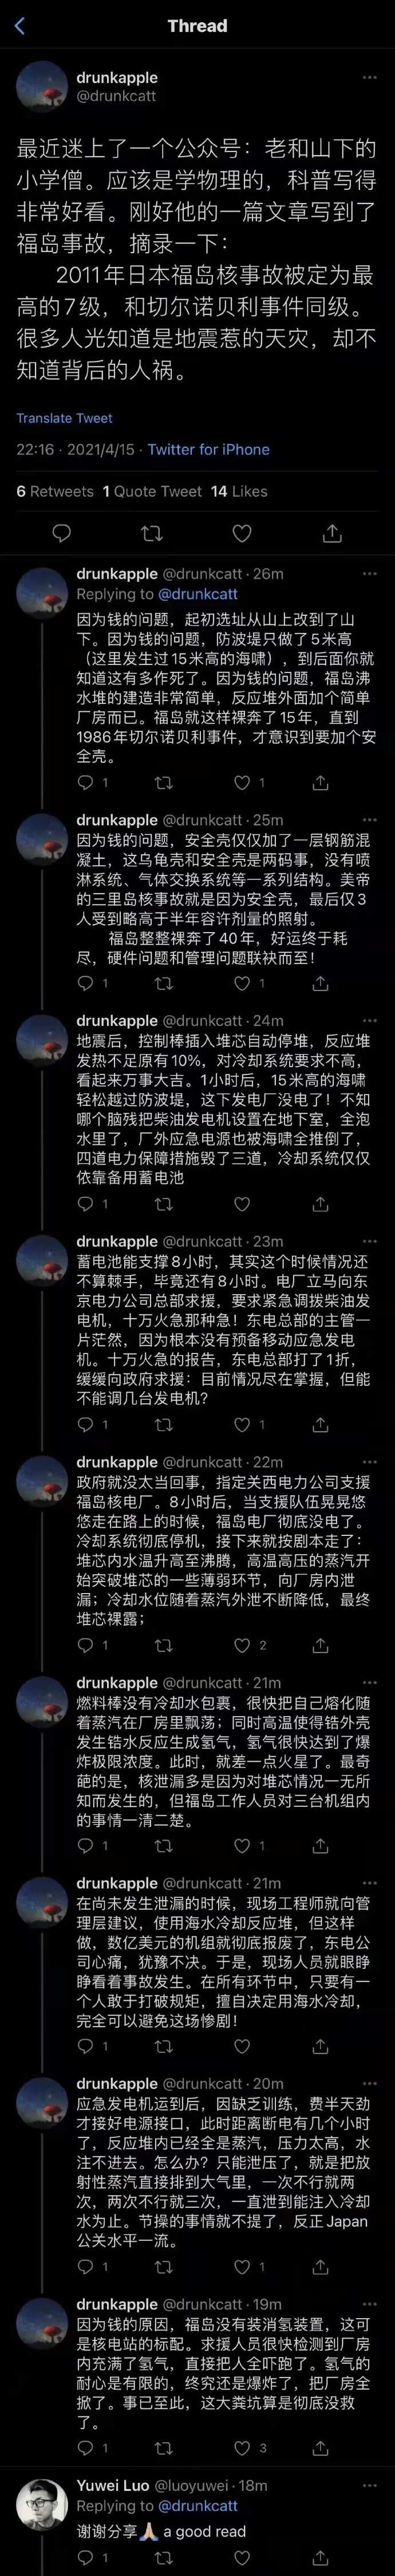 Thread
drunkapple
@drunkcatt
最近迷上了一个公众号：老和山下的
小学僧。应该是学物理的，科普写得
非常好看。刚好他的一篇文章写到了
福岛事故，摘录一下：
2011年日本福岛核事故被定为最
高的7级，和切尔诺贝利事件同级。
很多人光知道是地震惹的天灾，却不
知道背后的人祸。
Translate Tweet
22:16 · 2021/4/15 · Twitter for iPhone
6 Retweets 1 Quote Tweet 14 Likes
drunkapple @drunkcatt · 26m
Replying to @drunkcatt
因为钱的问题，起初选址从山上改到了山
下。因为钱的问题，防波堤只做了5米高
（这里发生过15米高的海啸），到后面你就
知道这有多作死了。因为钱的问题，福岛沸
水堆的建造非常简单，反应堆外面加个简单
厂房而已。福岛就这样裸奔了15年，直到
1986年切尔诺贝利事件，才意识到要加个安
全壳。
1 1
drunkapple @drunkcatt · 25m
因为钱的问题，安全壳仅仅加了一层钢筋混
凝土，这乌龟壳和安全壳是两码事，没有喷
淋系统、气体交换系统等一系列结构。美帝
的三里岛核事故就是因为安全壳，最后仅3
人受到略高于半年容许剂量的照射。
福岛整整裸奔了40年，好运终于耗
尽，硬件问题和管理问题联袂而至！
1 1
drunkapple @drunkcatt · 24m
地震后，控制棒插入堆芯自动停堆，反应堆
发热不足原有10%，对冷却系统要求不高，
看起来万事大吉。1小时后，15米高的海啸
轻松越过防波堤，这下发电厂没电了！不知
哪个脑残把柴油发电机设置在地下室，全泡
水里了，厂外应急电源也被海啸全推倒了，
四道电力保障措施毁了三道，冷却系统仅仅
依靠备用蓄电池
1
drunkapple @drunkcatt · 23m
蓄电池能支撑8小时，其实这个时候情况还
不算棘手，毕竟还有8小时。电厂立马向东
京电力公司总部求援，要求紧急调拨柴油发
电机，十万火急那种急！东电总部的主管一
片茫然，因为根本没有预备移动应急发电
机。十万火急的报告，东电总部打了1折，
缓缓向政府求援：目前情况尽在掌握，但能
不能调几台发电机？
1 1
drunkapple @drunkcatt · 22m
政府就没太当回事，指定关西电力公司支援
福岛核电厂。8小时后，当支援队伍晃晃悠
悠走在路上的时候，福岛电厂彻底没电了。
冷却系统彻底停机，接下来就按剧本走了：
堆芯内水温升高至沸腾，高温高压的蒸汽开
始突破堆芯的一些薄弱环节，向厂房内泄
漏；冷却水位随着蒸汽外泄不断降低，最终
堆芯裸露；
1 2
drunkapple @drunkcatt · 21m
燃料棒没有冷却水包裹，很快把自己熔化随
着蒸汽在厂房里飘荡；同时高温使得锆外壳
发生锆水反应生成氢气，氢气很快达到了爆
炸极限浓度。此时，就差一点火星了。最奇
葩的是，核泄漏多是因为对堆芯情况一无所
知而发生的，但福岛工作人员对三台机组内
的事情一清二楚。
1 1
drunkapple @drunkcatt · 21m
在尚未发生泄漏的时候，现场工程师就向管
理层建议，使用海水冷却反应堆，但这样
做，数亿美元的机组就彻底报废了，东电公
司心痛，犹豫不决。于是，现场人员就眼睁
睁看着事故发生。在所有环节中，只要有一
个人敢于打破规矩，擅自决定用海水冷却，
完全可以避免这场惨剧！
1
drunkapple @drunkcatt · 20m
应急发电机运到后，因缺乏训练，费半天劲
才接好电源接口，此时距离断电有几个小时
了，反应堆内已经全是蒸汽，压力太高，水
注不进去。怎么办？只能泄压了，就是把放
射性蒸汽直接排到大气里，一次不行就两
次，两次不行就三次，一直泄到能注入冷却
水为止。节操的事情就不提了，反正Japan
公关水平一流。
1 1
drunkapple @drunkcatt · 19m
因为钱的原因，福岛没有装消氢装置，这可
是核电站的标配。求援人员很快检测到厂房
内充满了氢气，直接把人全吓跑了。氢气的
耐心是有限的，终究还是爆炸了，把厂房全
掀了。事已至此，这大粪坑算是彻底没救
了。
1 3
Yuwei Luo @luoyuwei · 18m
Replying to @drunkcatt
谢谢分享🙏 a good read
1